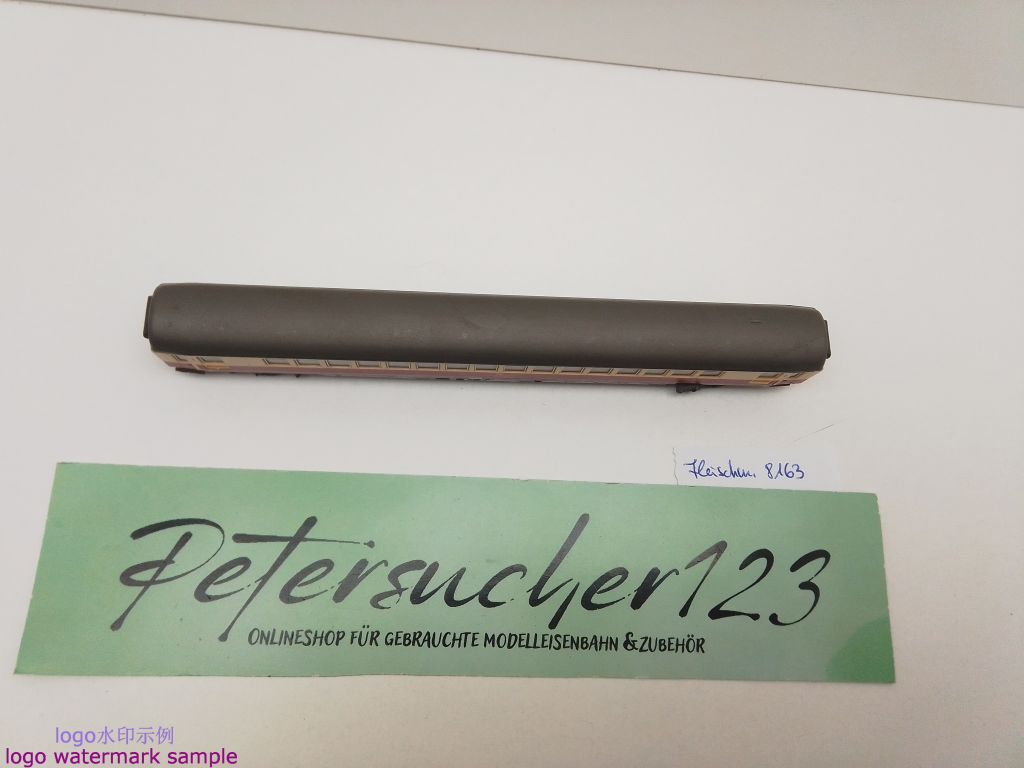 Fleischm. 8163
Petersucher123
ONLINESHOP FÜR GEBRAUCHTE MODELLEISENBAHN & ZUBEHÖR
logo水印示例
logo watermark sample